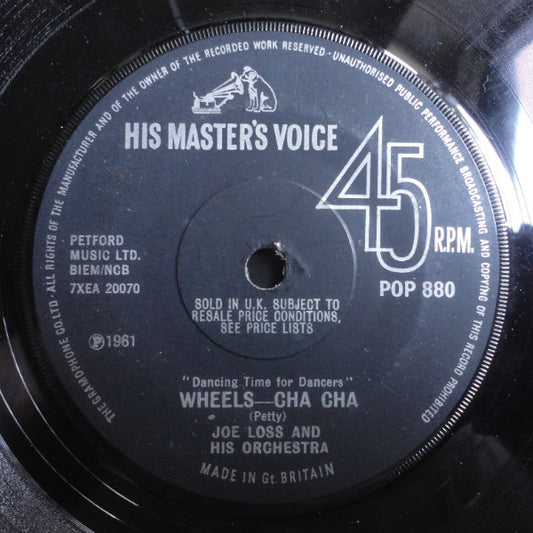 THE GRAMOPHONE CO. LTD · ALL RIGHTS OF THE MANUFACTURER AND OF THE OWNER OF THE RECORDED WORK RESERVED · UNAUTHORISED PUBLIC PERFORMANCE BROADCASTING AND COPYING OF THIS RECORD PROHIBITED
HIS MASTER'S VOICE
45
R.P.M.
PETFORD
MUSIC LTD.
BIEM/NCB
7XEA 20070
POP 880
SOLD IN U.K. SUBJECT TO
RESALE PRICE CONDITIONS,
SEE PRICE LISTS
Ⓟ1961
"Dancing Time for Dancers"
WHEELS—CHA CHA
(Petty)
JOE LOSS AND
HIS ORCHESTRA
MADE IN Gt. BRITAIN